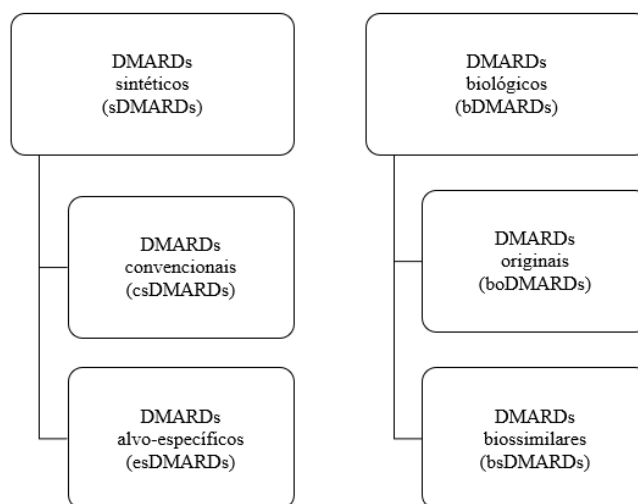 DMARDs
sintéticos
(sDMARDs)
DMARDs
convencionais
(csDMARDs)
DMARDs
alvo-específicos
(esDMARDs)
DMARDs
biológicos
(bDMARDs)
DMARDs
originais
(boDMARDs)
DMARDs
biossimilares
(bsDMARDs)